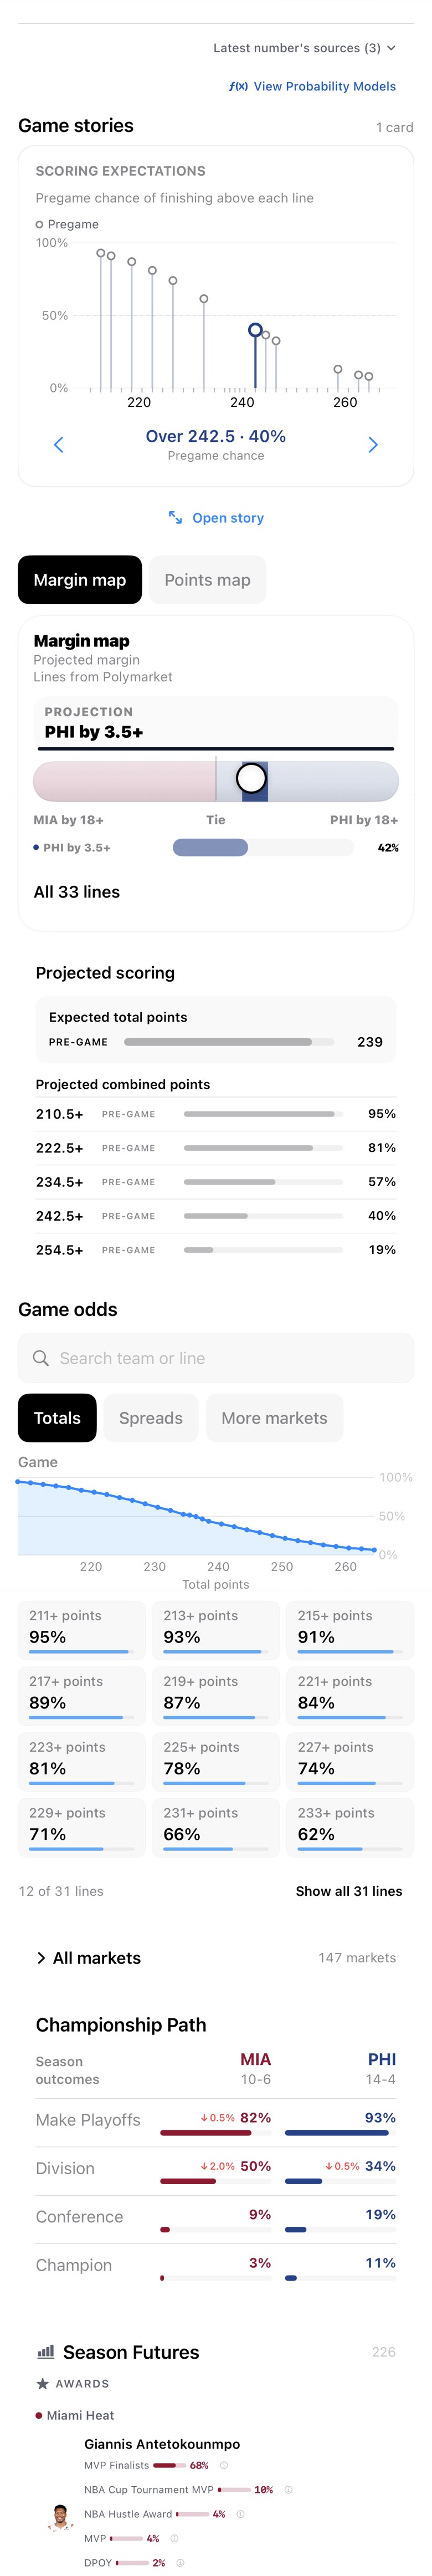 Latest number's sources (3)
ƒ(x) View Probability Models
Game stories
1 card
SCORING EXPECTATIONS
Pregame chance of finishing above each line
Pregame
100%
50%
0%
220 240 260
Over 242.5 · 40%
Pregame chance
Open story
Margin map Points map
Margin map
Projected margin
Lines from Polymarket
PROJECTION
PHI by 3.5+
MIA by 18+ Tie PHI by 18+
PHI by 3.5+ 42%
All 33 lines
Projected scoring
Expected total points
PRE-GAME 239
Projected combined points
210.5+ PRE-GAME 95%
222.5+ PRE-GAME 81%
234.5+ PRE-GAME 57%
242.5+ PRE-GAME 40%
254.5+ PRE-GAME 19%
Game odds
Search team or line
Totals Spreads More markets
Game
100%
50%
0%
220 230 240 250 260
Total points
211+ points 213+ points 215+ points
95% 93% 91%
217+ points 219+ points 221+ points
89% 87% 84%
223+ points 225+ points 227+ points
81% 78% 74%
229+ points 231+ points 233+ points
71% 66% 62%
12 of 31 lines Show all 31 lines
All markets 147 markets
Championship Path
Season outcomes MIA 10-6 PHI 14-4
Make Playoffs ↓0.5% 82% 93%
Division ↓2.0% 50% ↓0.5% 34%
Conference 9% 19%
Champion 3% 11%
Season Futures 226
AWARDS
Miami Heat
Giannis Antetokounmpo
MVP Finalists 68%
NBA Cup Tournament MVP 10%
NBA Hustle Award 4%
MVP 4%
DPOY 2%